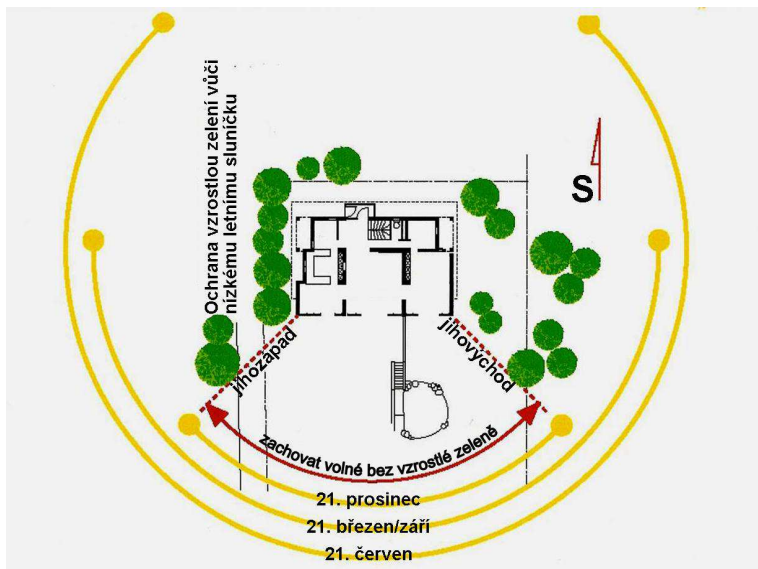 Ochrana vzrostlou zelení vůči
nízkému letnímu sluníčku
S
jihozápad
jihovýchod
zachovat volné bez vzrostlé zeleně
21. prosinec
21. březen/září
21. červen